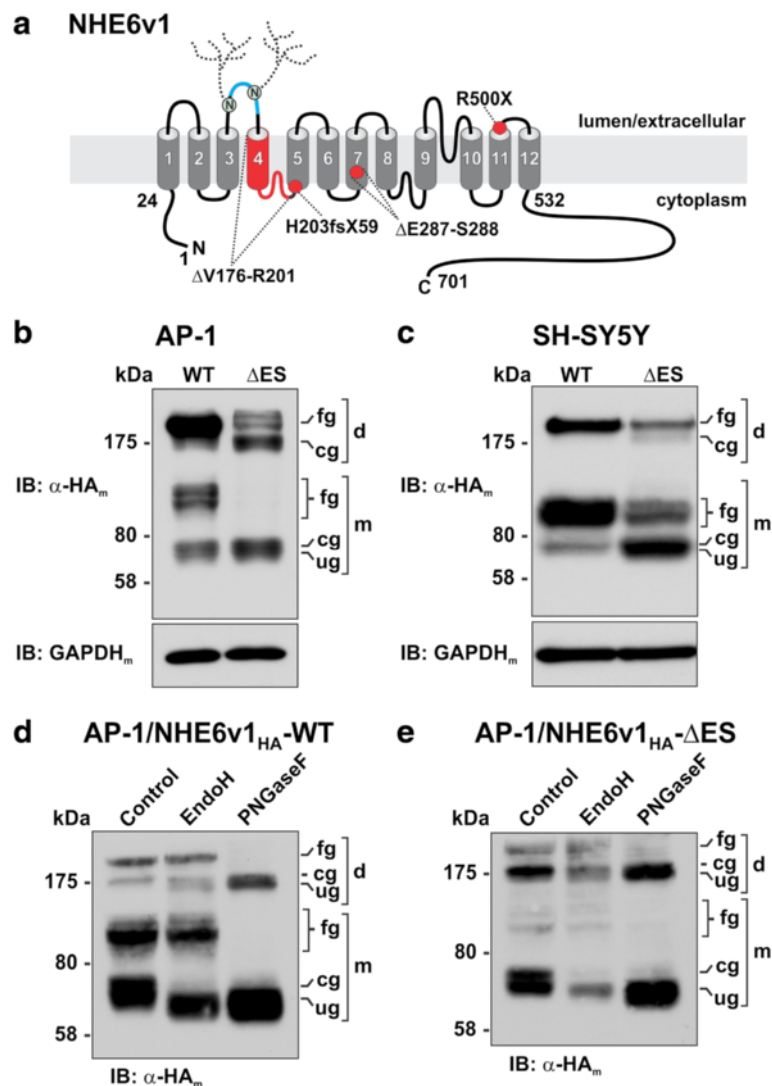 a NHE6v1
N N
R500X
lumen/extracellular
1 2 3 4 5 6 7 8 9 10 11 12
cytoplasm
24
H203fsX59
ΔE287-S288
532
1 N
ΔV176-R201
C 701
b AP-1
kDa WT ΔES
fg
d
175 -
cg
IB: α-HAm
fg
m
80 -
cg
ug
58 -
IB: GAPDHm
c SH-SY5Y
kDa WT ΔES
fg
d
175 -
cg
IB: α-HAm
fg
m
80 -
cg
ug
58 -
IB: GAPDHm
d AP-1/NHE6v1HA-WT
Control EndoH PNGaseF
kDa
fg
d
cg
175 -
ug
fg
m
80 -
cg
ug
58 -
IB: α-HAm
e AP-1/NHE6v1HA-ΔES
Control EndoH PNGaseF
kDa
fg
d
cg
175 -
ug
fg
80 -
m
cg
ug
58 -
IB: α-HAm